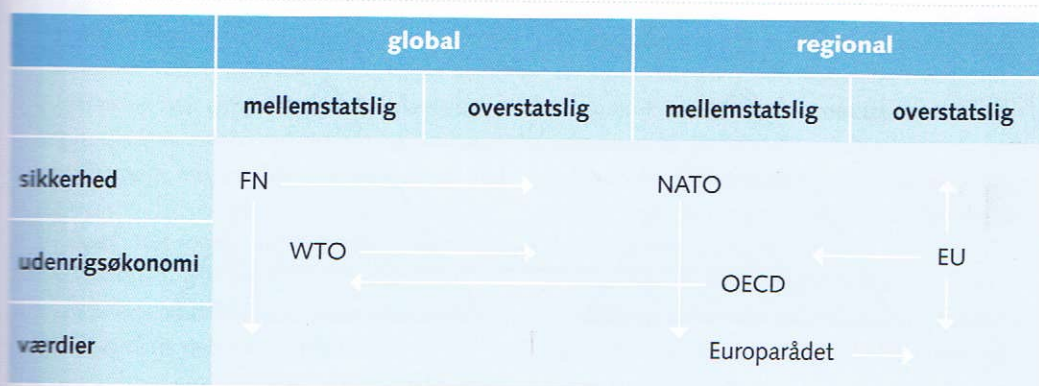 global regional
mellemstatslig overstatslig mellemstatslig overstatslig
sikkerhed FN NATO
udenrigsøkonomi WTO EU
OECD
værdier Europarådet